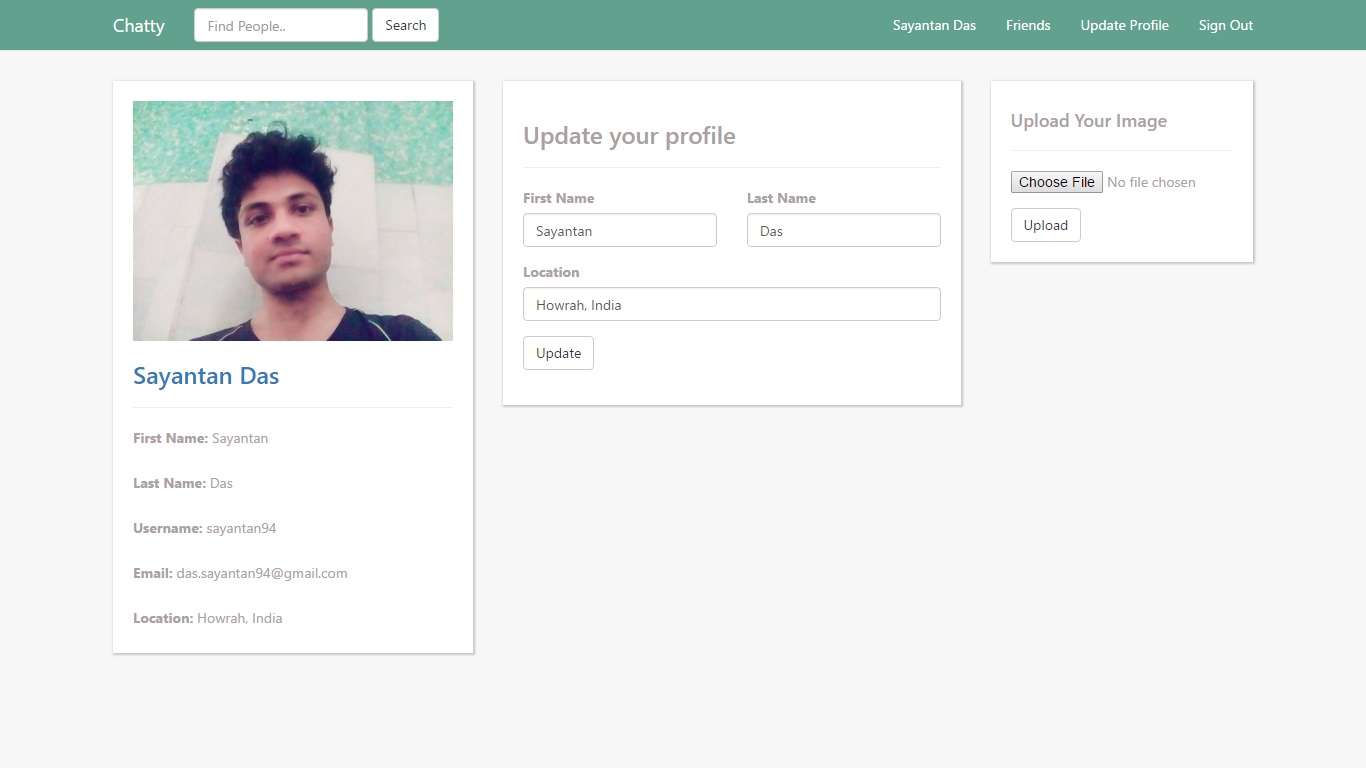 Chatty Find People.. Search Sayantan Das Friends Update Profile Sign Out
Sayantan Das
First Name: Sayantan
Last Name: Das
Username: sayantan94
Email: das.sayantan94@gmail.com
Location: Howrah, India
Update your profile
First Name Last Name
Sayantan Das
Location
Howrah, India
Update
Upload Your Image
Choose File No file chosen
Upload